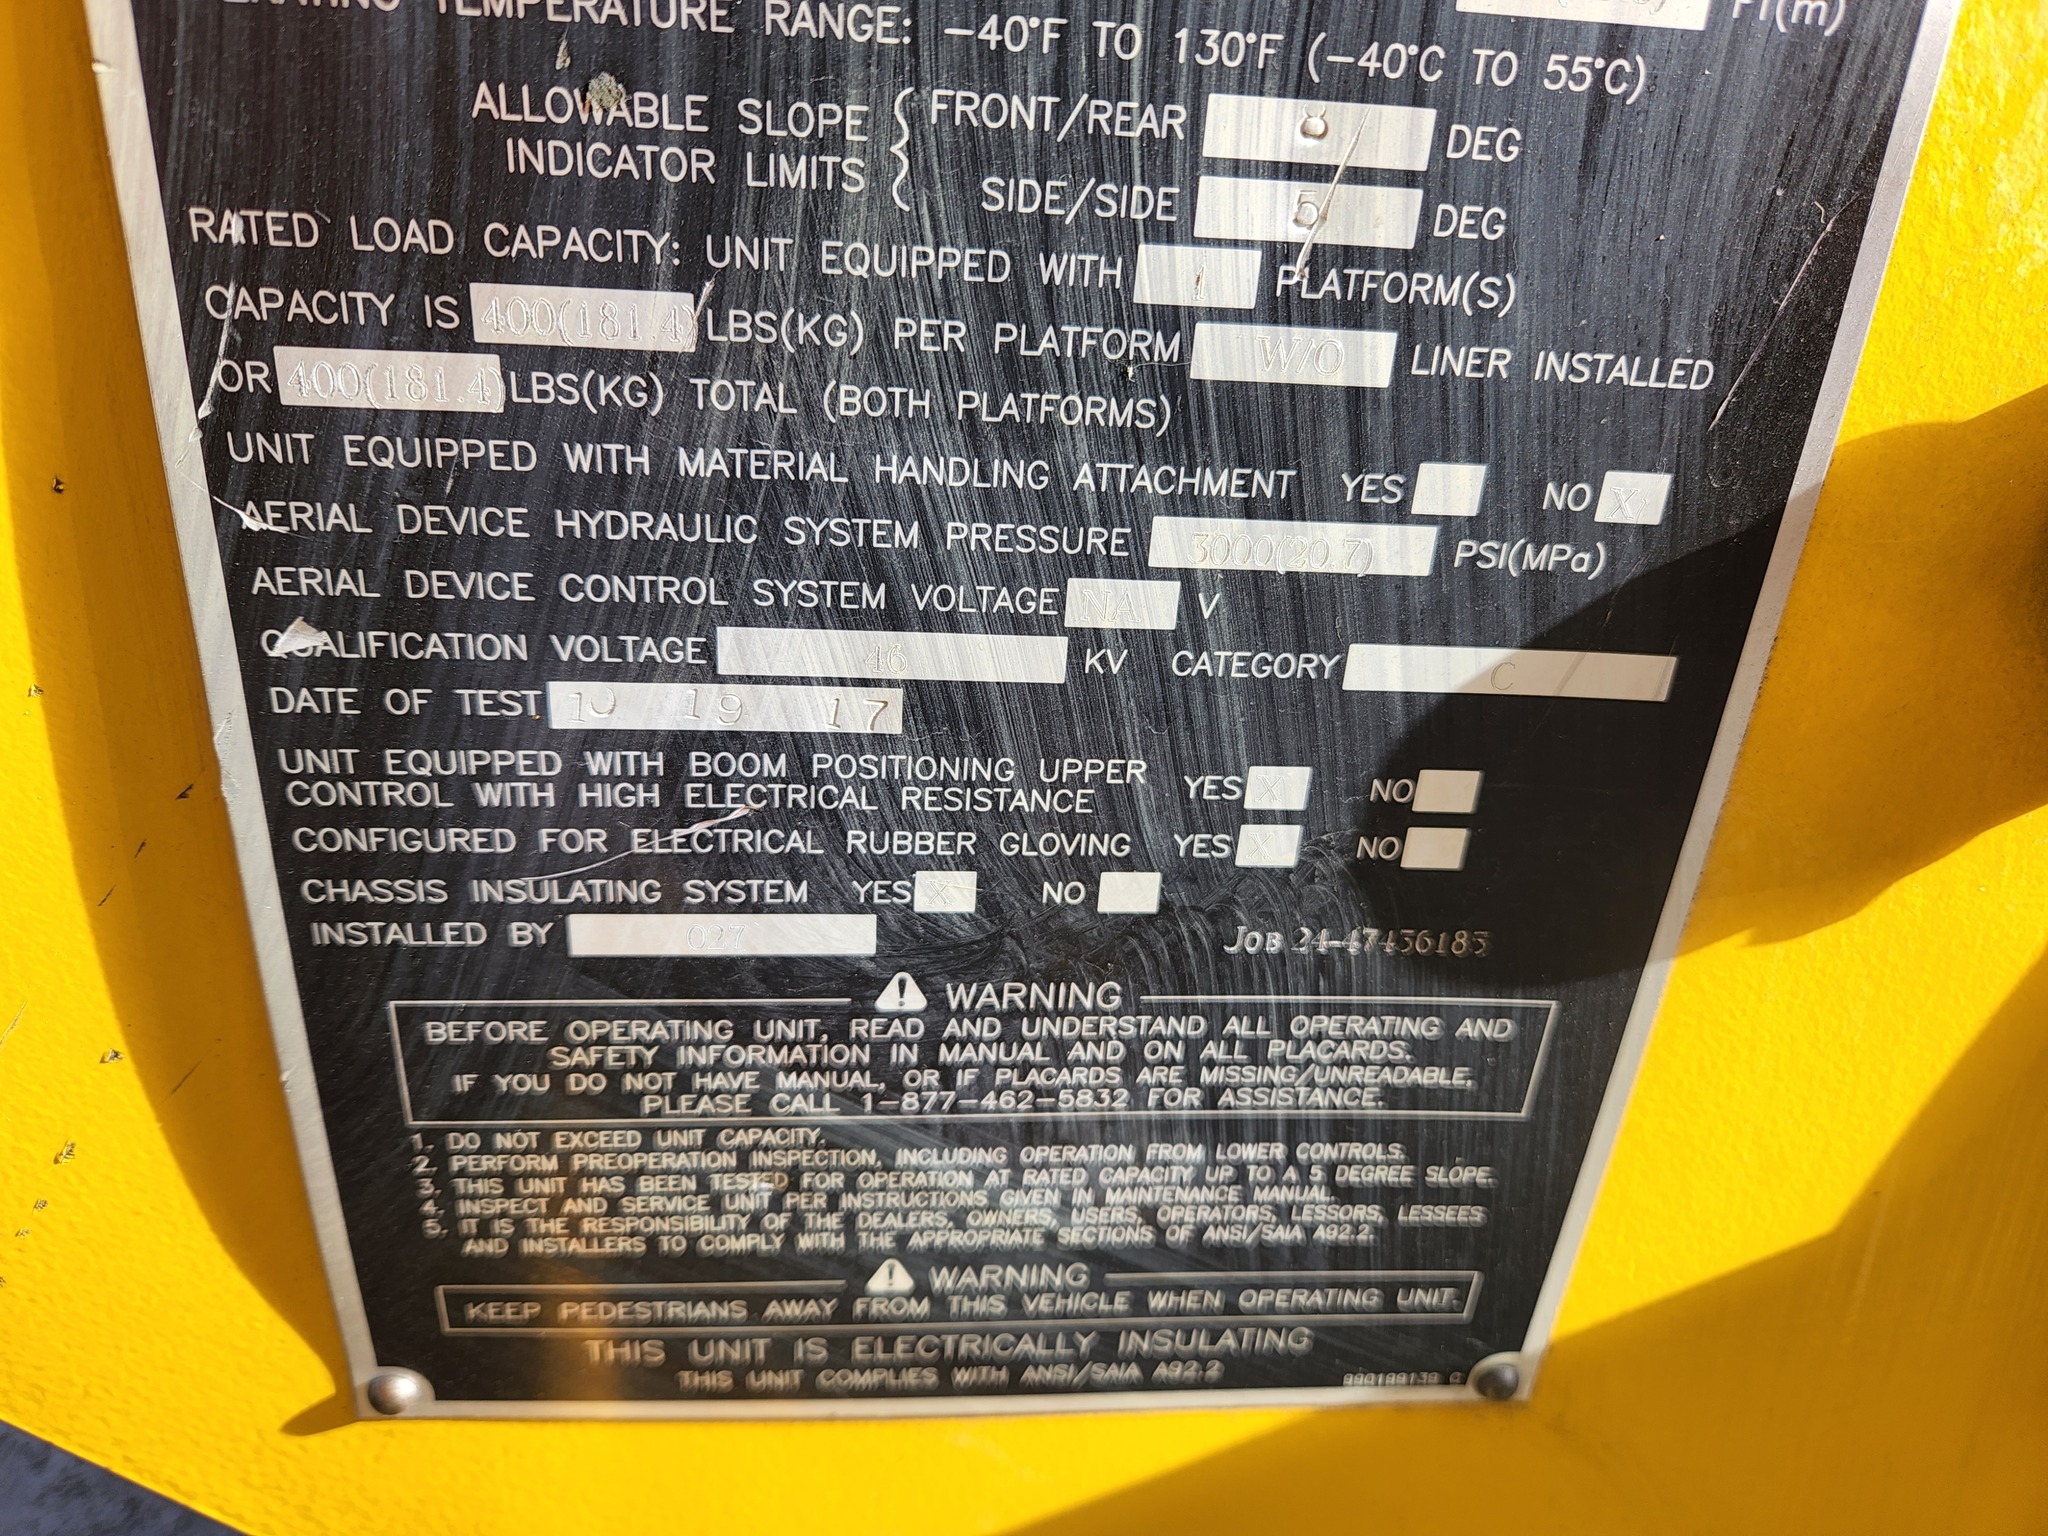 TEMPERATURE RANGE: -40°F TO 130°F (-40°C TO 55°C) FT(m)
ALLOWABLE SLOPE INDICATOR LIMITS { FRONT/REAR 8 DEG
SIDE/SIDE 5 DEG
RATED LOAD CAPACITY: UNIT EQUIPPED WITH 1 PLATFORM(S)
CAPACITY IS 400(181.4) LBS(KG) PER PLATFORM W/O LINER INSTALLED
OR 400(181.4) LBS(KG) TOTAL (BOTH PLATFORMS)
UNIT EQUIPPED WITH MATERIAL HANDLING ATTACHMENT YES NO X
AERIAL DEVICE HYDRAULIC SYSTEM PRESSURE 3000(20.7) PSI(MPa)
AERIAL DEVICE CONTROL SYSTEM VOLTAGE NA V
QUALIFICATION VOLTAGE 46 KV CATEGORY C
DATE OF TEST 10 19 17
UNIT EQUIPPED WITH BOOM POSITIONING UPPER
CONTROL WITH HIGH ELECTRICAL RESISTANCE YES X NO
CONFIGURED FOR ELECTRICAL RUBBER GLOVING YES X NO
CHASSIS INSULATING SYSTEM YES X NO
INSTALLED BY 027 JOB 24-47456185
WARNING
BEFORE OPERATING UNIT, READ AND UNDERSTAND ALL OPERATING AND
SAFETY INFORMATION IN MANUAL AND ON ALL PLACARDS.
IF YOU DO NOT HAVE MANUAL, OR IF PLACARDS ARE MISSING/UNREADABLE,
PLEASE CALL 1-877-462-5832 FOR ASSISTANCE.
1. DO NOT EXCEED UNIT CAPACITY.
2. PERFORM PREOPERATION INSPECTION, INCLUDING OPERATION FROM LOWER CONTROLS.
3. THIS UNIT HAS BEEN TESTED FOR OPERATION AT RATED CAPACITY UP TO A 5 DEGREE SLOPE.
4. INSPECT AND SERVICE UNIT PER INSTRUCTIONS GIVEN IN MAINTENANCE MANUAL.
5. IT IS THE RESPONSIBILITY OF THE DEALERS, OWNERS, USERS, OPERATORS, LESSORS, LESSEES
AND INSTALLERS TO COMPLY WITH THE APPROPRIATE SECTIONS OF ANSI/SAIA A92.2.
WARNING
KEEP PEDESTRIANS AWAY FROM THIS VEHICLE WHEN OPERATING UNIT.
THIS UNIT IS ELECTRICALLY INSULATING
THIS UNIT COMPLIES WITH ANSI/SAIA A92.2